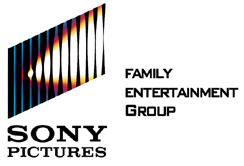 SONY
PICTURES
FAMILY
ENTERTAINMENT
GROUP